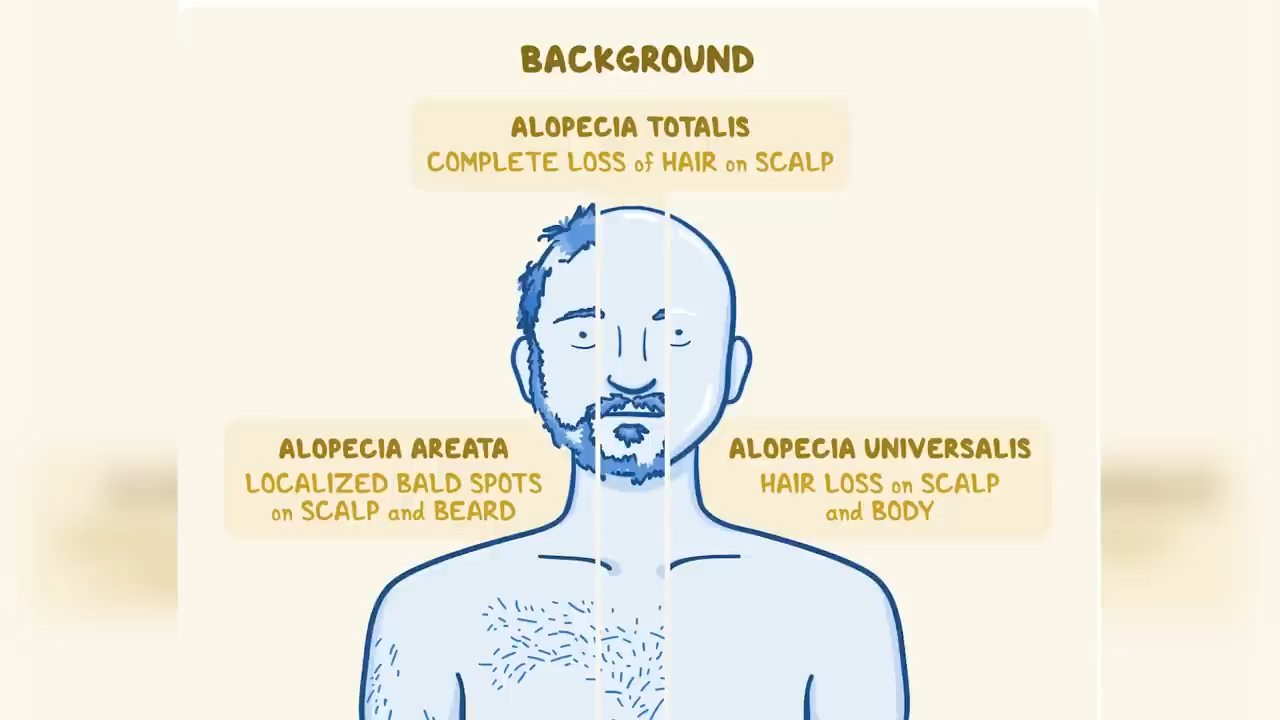 BACKGROUND
ALOPECIA TOTALIS
COMPLETE LOSS of HAIR on SCALP
ALOPECIA AREATA
LOCALIZED BALD SPOTS
on SCALP and BEARD
ALOPECIA UNIVERSALIS
HAIR LOSS on SCALP
and BODY